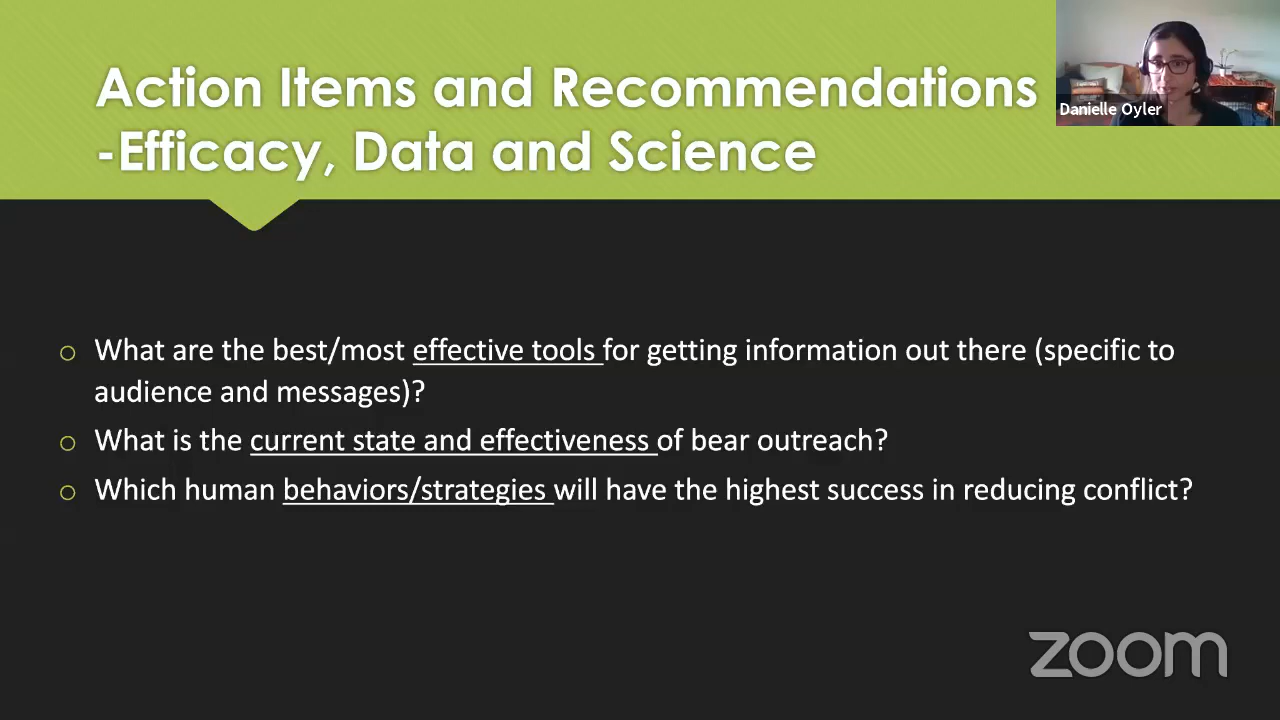 Action Items and Recommendations
-Efficacy, Data and Science
Danielle Oyler
What are the best/most effective tools for getting information out there (specific to
audience and messages)?
What is the current state and effectiveness of bear outreach?
Which human behaviors/strategies will have the highest success in reducing conflict?
zoom